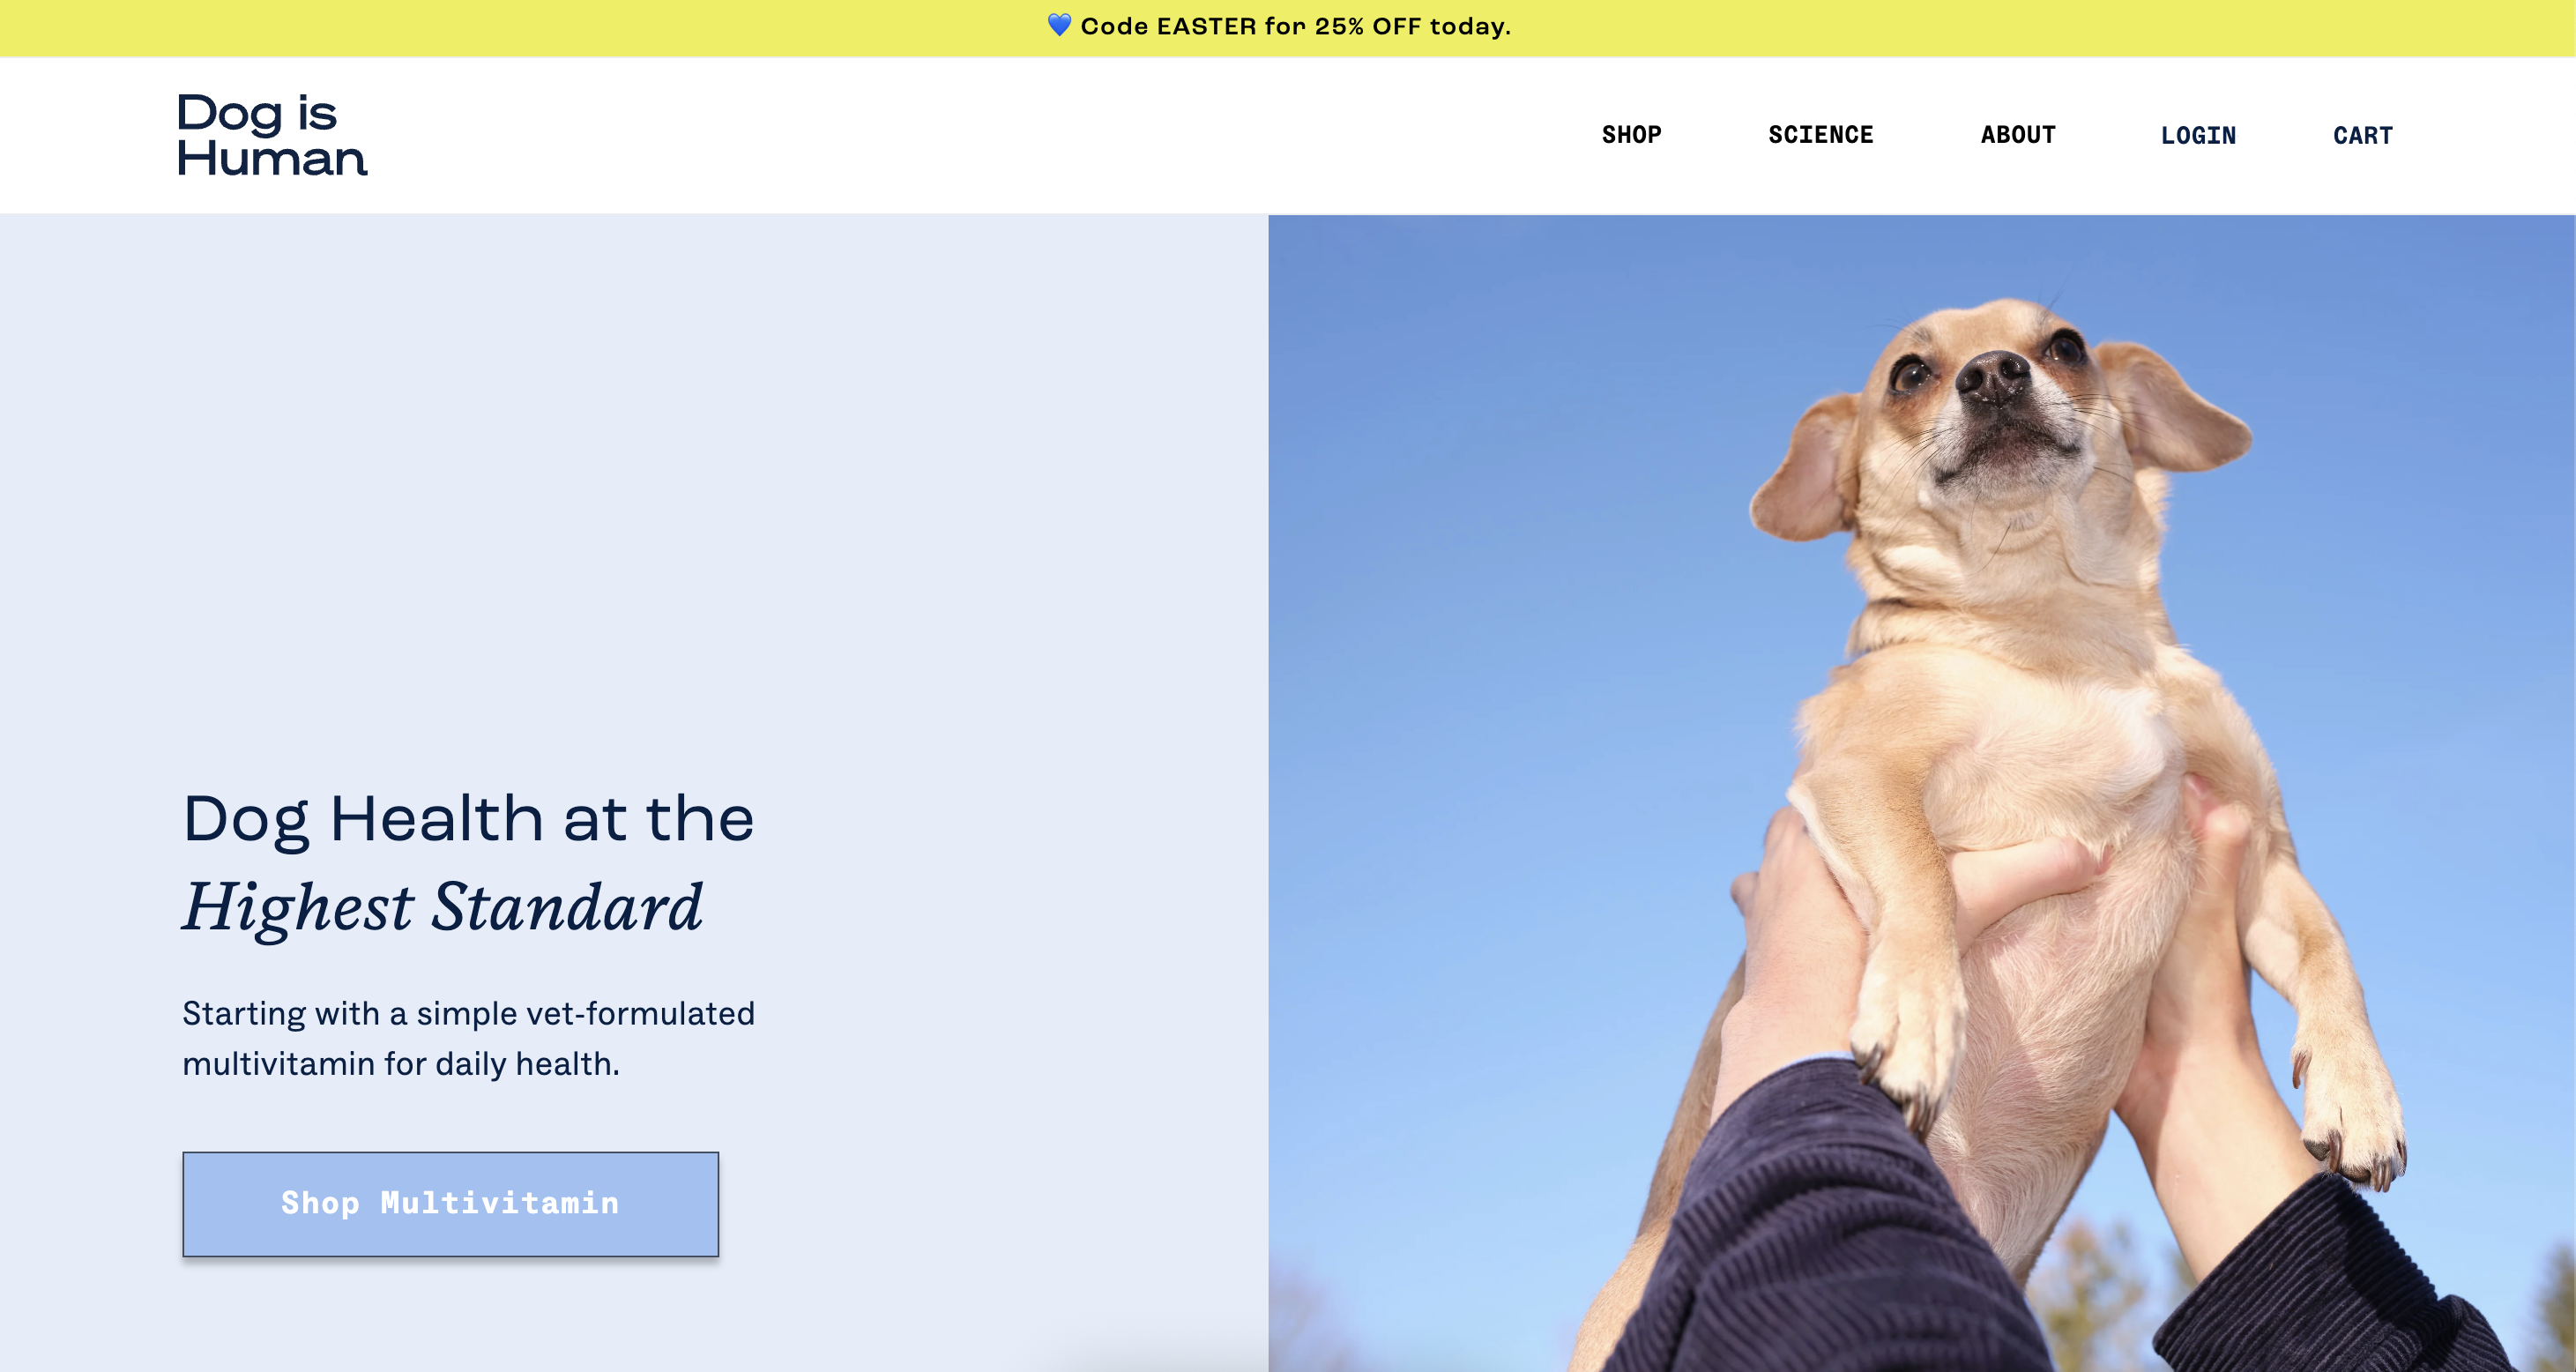 💙 Code EASTER for 25% OFF today.
Dog is
Human
SHOP SCIENCE ABOUT LOGIN CART
Dog Health at the
Highest Standard
Starting with a simple vet-formulated
multivitamin for daily health.
Shop Multivitamin